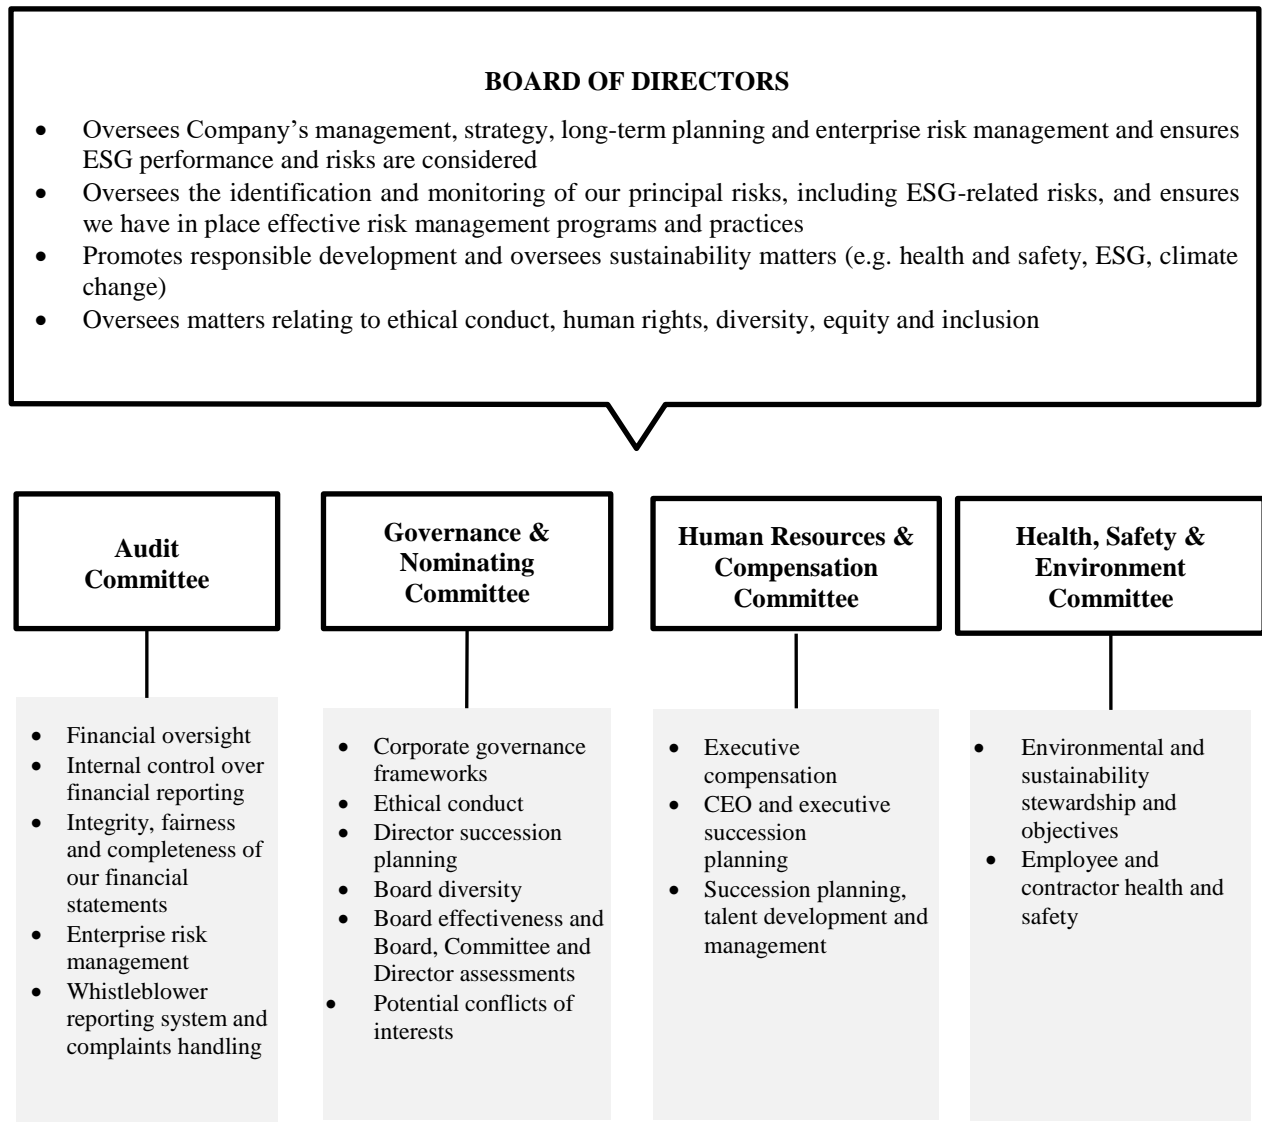 BOARD OF DIRECTORS
• Oversees Company’s management, strategy, long-term planning and enterprise risk management and ensures
ESG performance and risks are considered
• Oversees the identification and monitoring of our principal risks, including ESG-related risks, and ensures
we have in place effective risk management programs and practices
• Promotes responsible development and oversees sustainability matters (e.g. health and safety, ESG, climate
change)
• Oversees matters relating to ethical conduct, human rights, diversity, equity and inclusion
Audit
Committee
Governance &
Nominating
Committee
Human Resources &
Compensation
Committee
Health, Safety &
Environment
Committee
• Financial oversight
• Internal control over
financial reporting
• Integrity, fairness
and completeness of
our financial
statements
• Enterprise risk
management
• Whistleblower
reporting system and
complaints handling
• Corporate governance
frameworks
• Ethical conduct
• Director succession
planning
• Board diversity
• Board effectiveness and
Board, Committee and
Director assessments
• Potential conflicts of
interests
• Executive
compensation
• CEO and executive
succession
planning
• Succession planning,
talent development and
management
• Environmental and
sustainability
stewardship and
objectives
• Employee and
contractor health and
safety